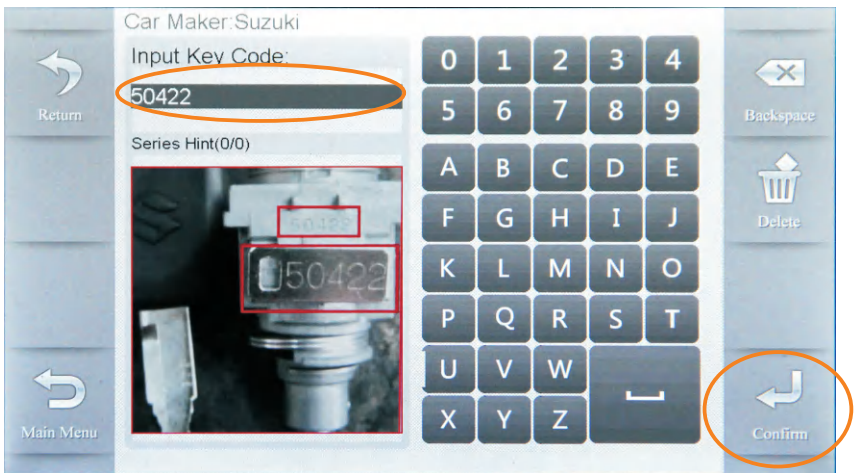 Car Maker:Suzuki
Input Key Code:
50422
Series Hint(0/0)
50422
50422
Return
Main Menu
0 1 2 3 4
5 6 7 8 9
A B C D E
F G H I J
K L M N O
P Q R S T
U V W
X Y Z
Backspace
Delete
Confirm